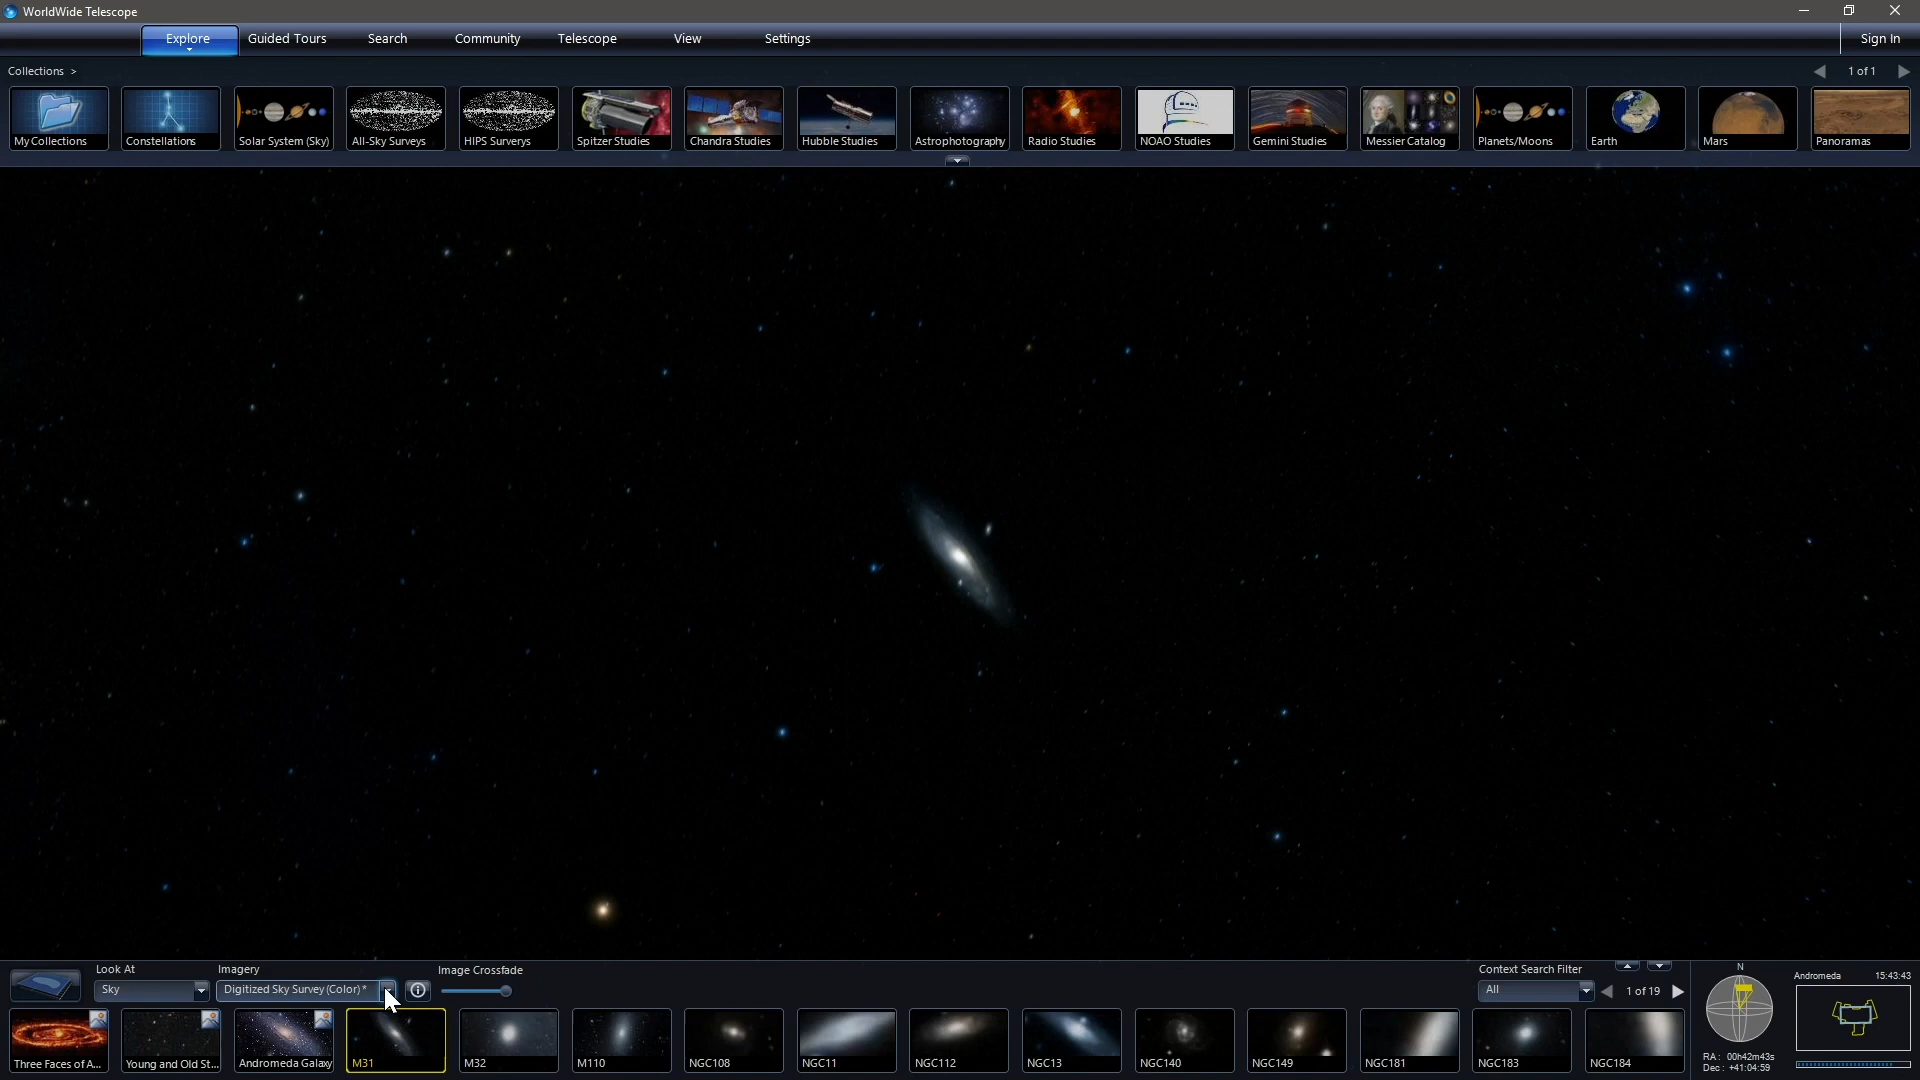 WorldWide Telescope
Explore Guided Tours Search Community Telescope View Settings Sign In
Collections > 1 of 1
My Collections Constellations Solar System (Sky) All-Sky Surveys HIPS Surverys Spitzer Studies Chandra Studies Hubble Studies Astrophotography Radio Studies NOAO Studies Gemini Studies Messier Catalog Planets/Moons Earth Mars Panoramas
Look At Imagery Image Crossfade Context Search Filter
Sky Digitized Sky Survey (Color) * All 1 of 19
Three Faces of A... Young and Old St... Andromeda Galaxy M31 M32 M110 NGC108 NGC11 NGC112 NGC13 NGC140 NGC149 NGC181 NGC183 NGC184
N
RA : 00h42m43s
Dec : +41:04:59
Andromeda 15:43:43